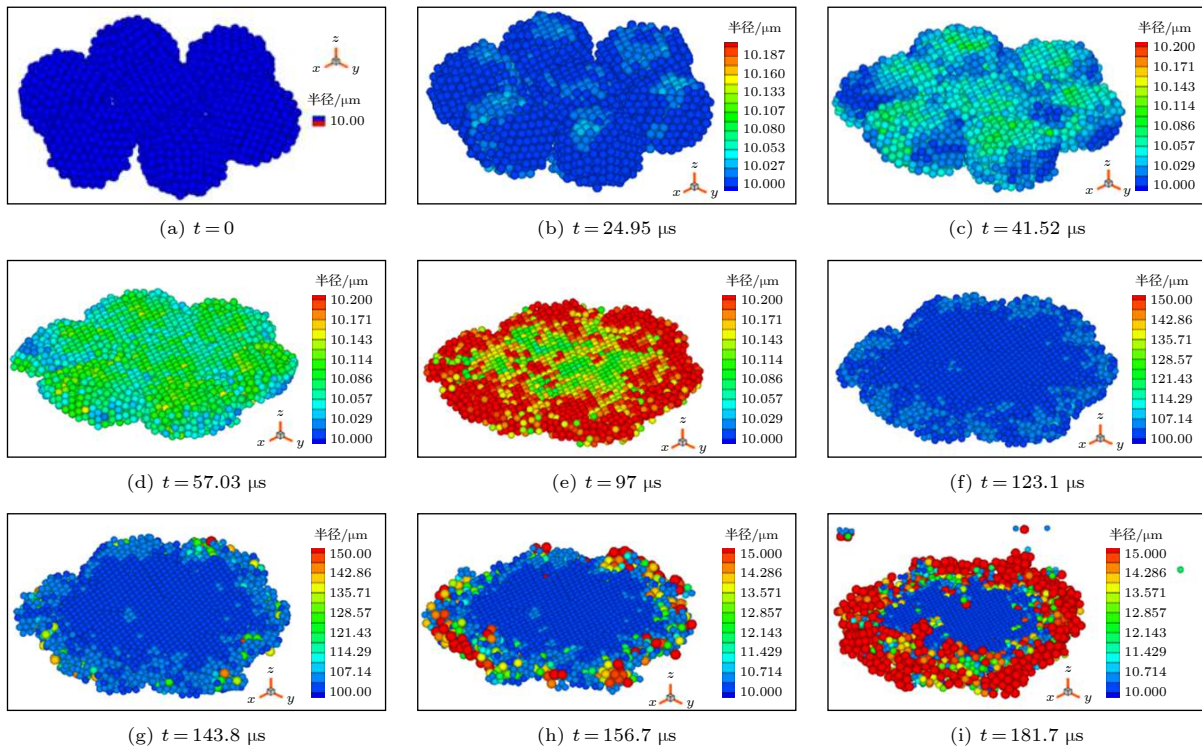 z
x
y
半径/μm
10.00
(a) t=0
半径/μm
10.187
10.160
10.133
10.107
10.080
10.053
10.027
10.000
z
x
y
(b) t=24.95 μs
半径/μm
10.200
10.171
10.143
10.114
10.086
10.057
10.029
10.000
z
x
y
(c) t=41.52 μs
半径/μm
10.200
10.171
10.143
10.114
10.086
10.057
10.029
10.000
z
x
y
(d) t=57.03 μs
半径/μm
10.200
10.171
10.143
10.114
10.086
10.057
10.029
10.000
z
x
y
(e) t=97 μs
半径/μm
150.00
142.86
135.71
128.57
121.43
114.29
107.14
100.00
z
x
y
(f) t=123.1 μs
半径/μm
150.00
142.86
135.71
128.57
121.43
114.29
107.14
100.00
z
x
y
(g) t=143.8 μs
半径/μm
15.000
14.286
13.571
12.857
12.143
11.429
10.714
10.000
z
x
y
(h) t=156.7 μs
半径/μm
15.000
14.286
13.571
12.857
12.143
11.429
10.714
10.000
z
x
y
(i) t=181.7 μs